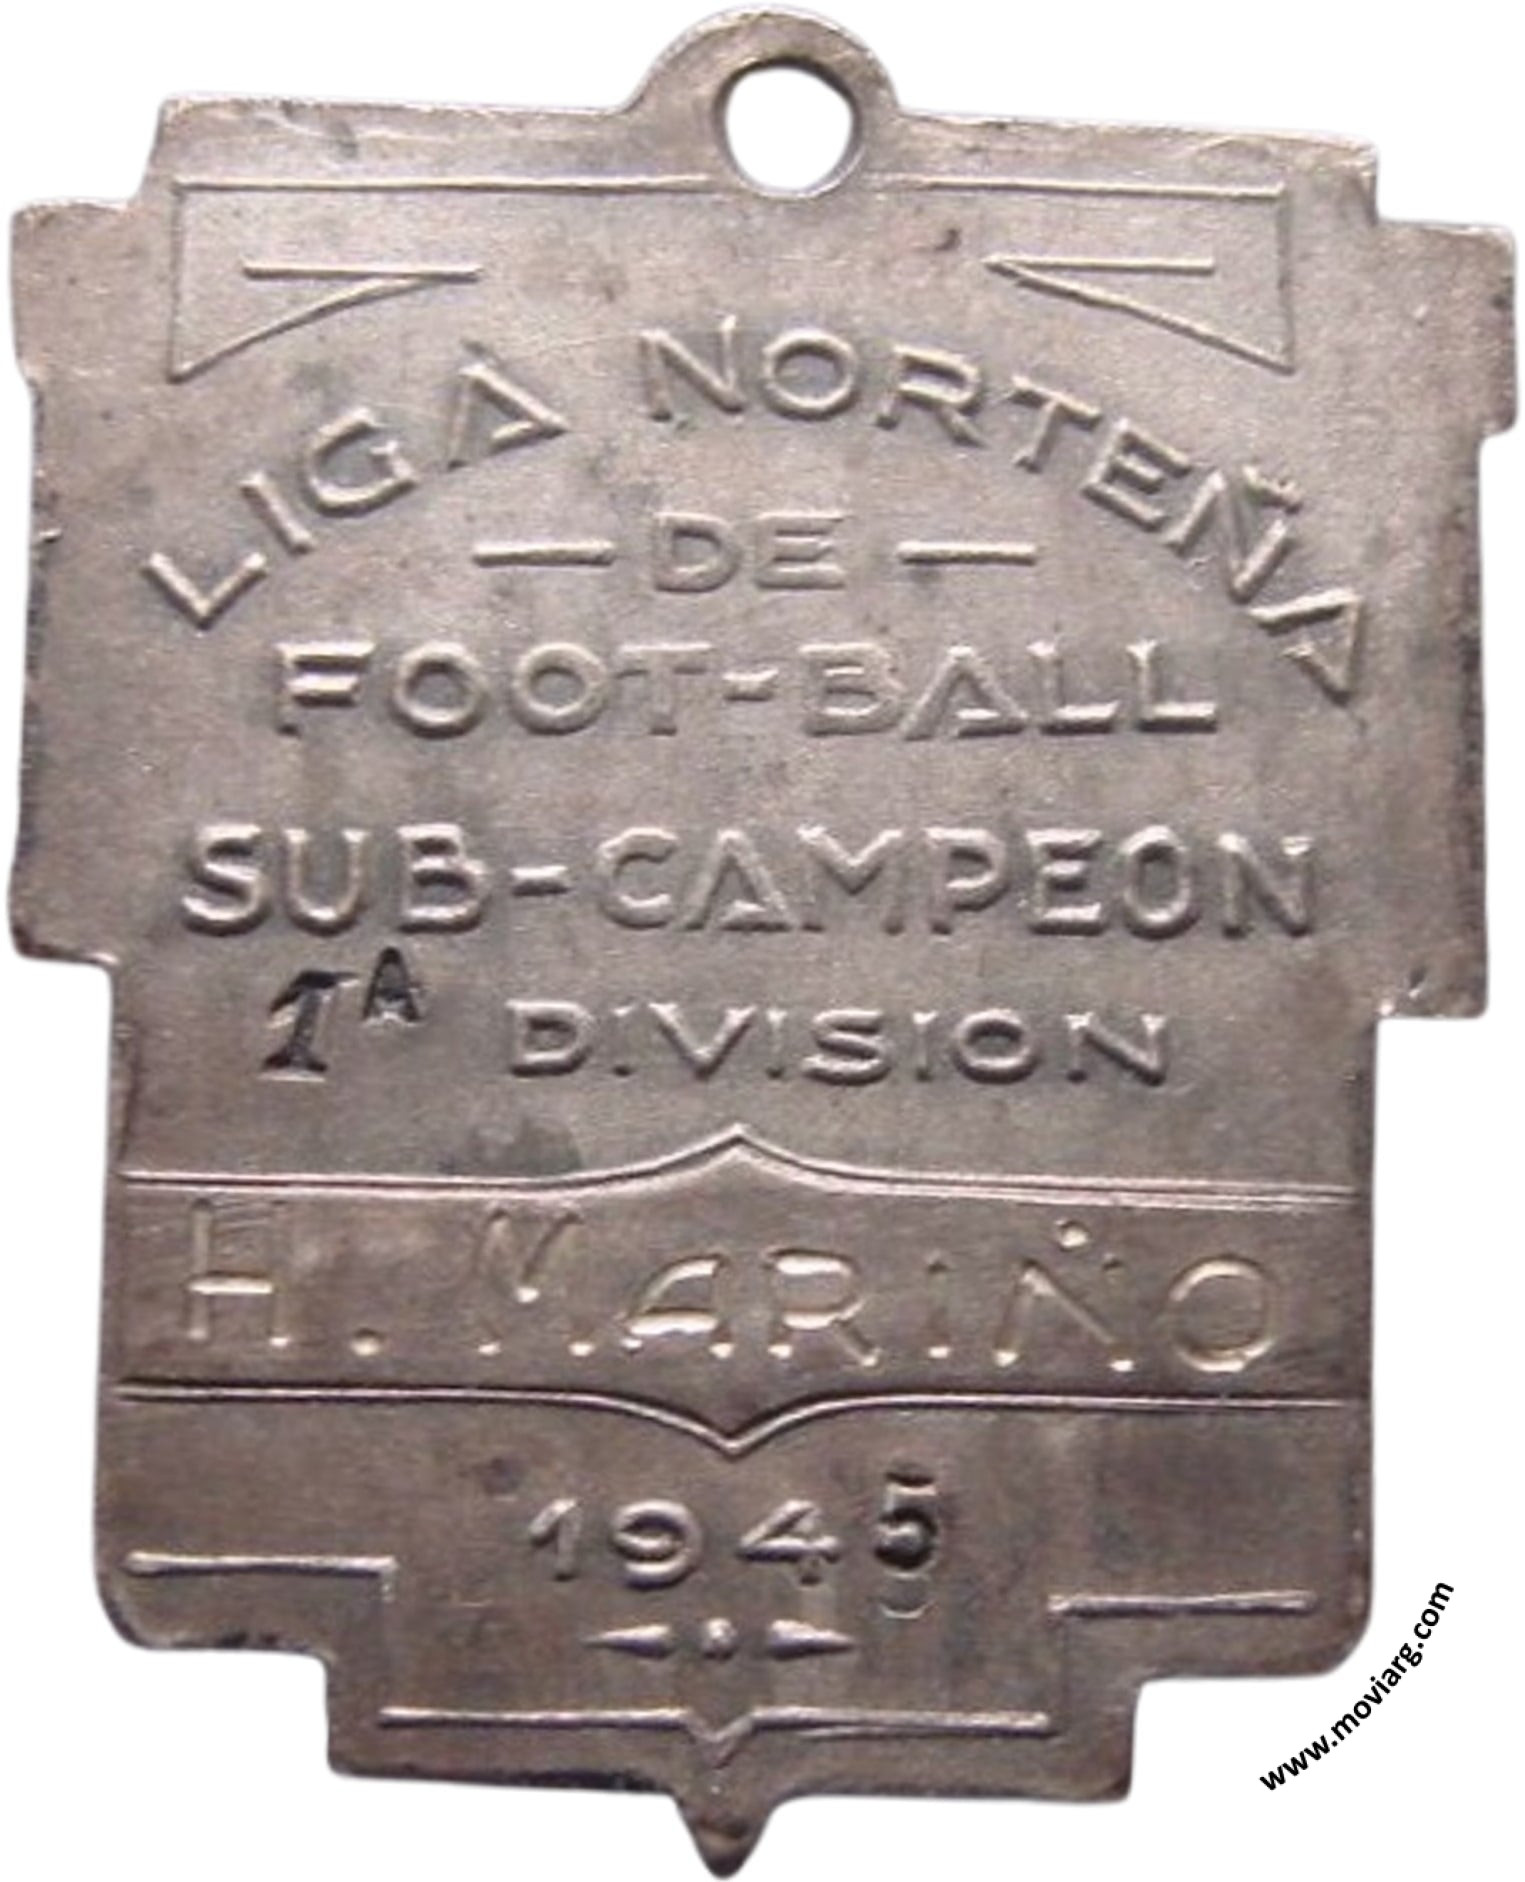 LIGA NORTEÑA
— DE —
FOOT-BALL
SUB-CAMPEON
1A DIVISION
H. MARIÑO
1945
www.moviarg.com